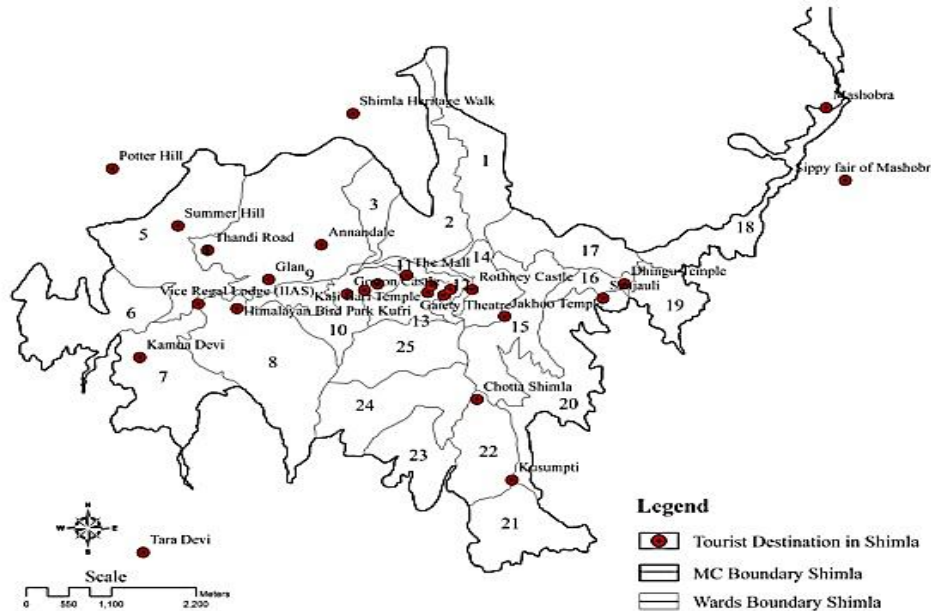 Shimla Heritage Walk
Mashobra
1
Potter Hill
Sippy fair of Mashobr
3
Summer Hill
2
18
5
Thandi Road
Annandale
17
14
11 The Mall
Glan
9
16
Dhingu Temple
Rothney Castle
Vice Regal Lodge (IIAS)
Kali Bari Temple
12
Sanjauli
19
6
Himalayan Bird Park Kufri
Gaiety Theatre
Jakhoo Temple
10
13
15
25
Kamna Devi
7
8
Chotta Shimla
24
20
23
22
Kusumpti
Legend
21
N
W E
S
Tourist Destination in Shimla
Tara Devi
Scale
MC Boundary Shimla
Meters
0 550 1,100 2,200
Wards Boundary Shimla